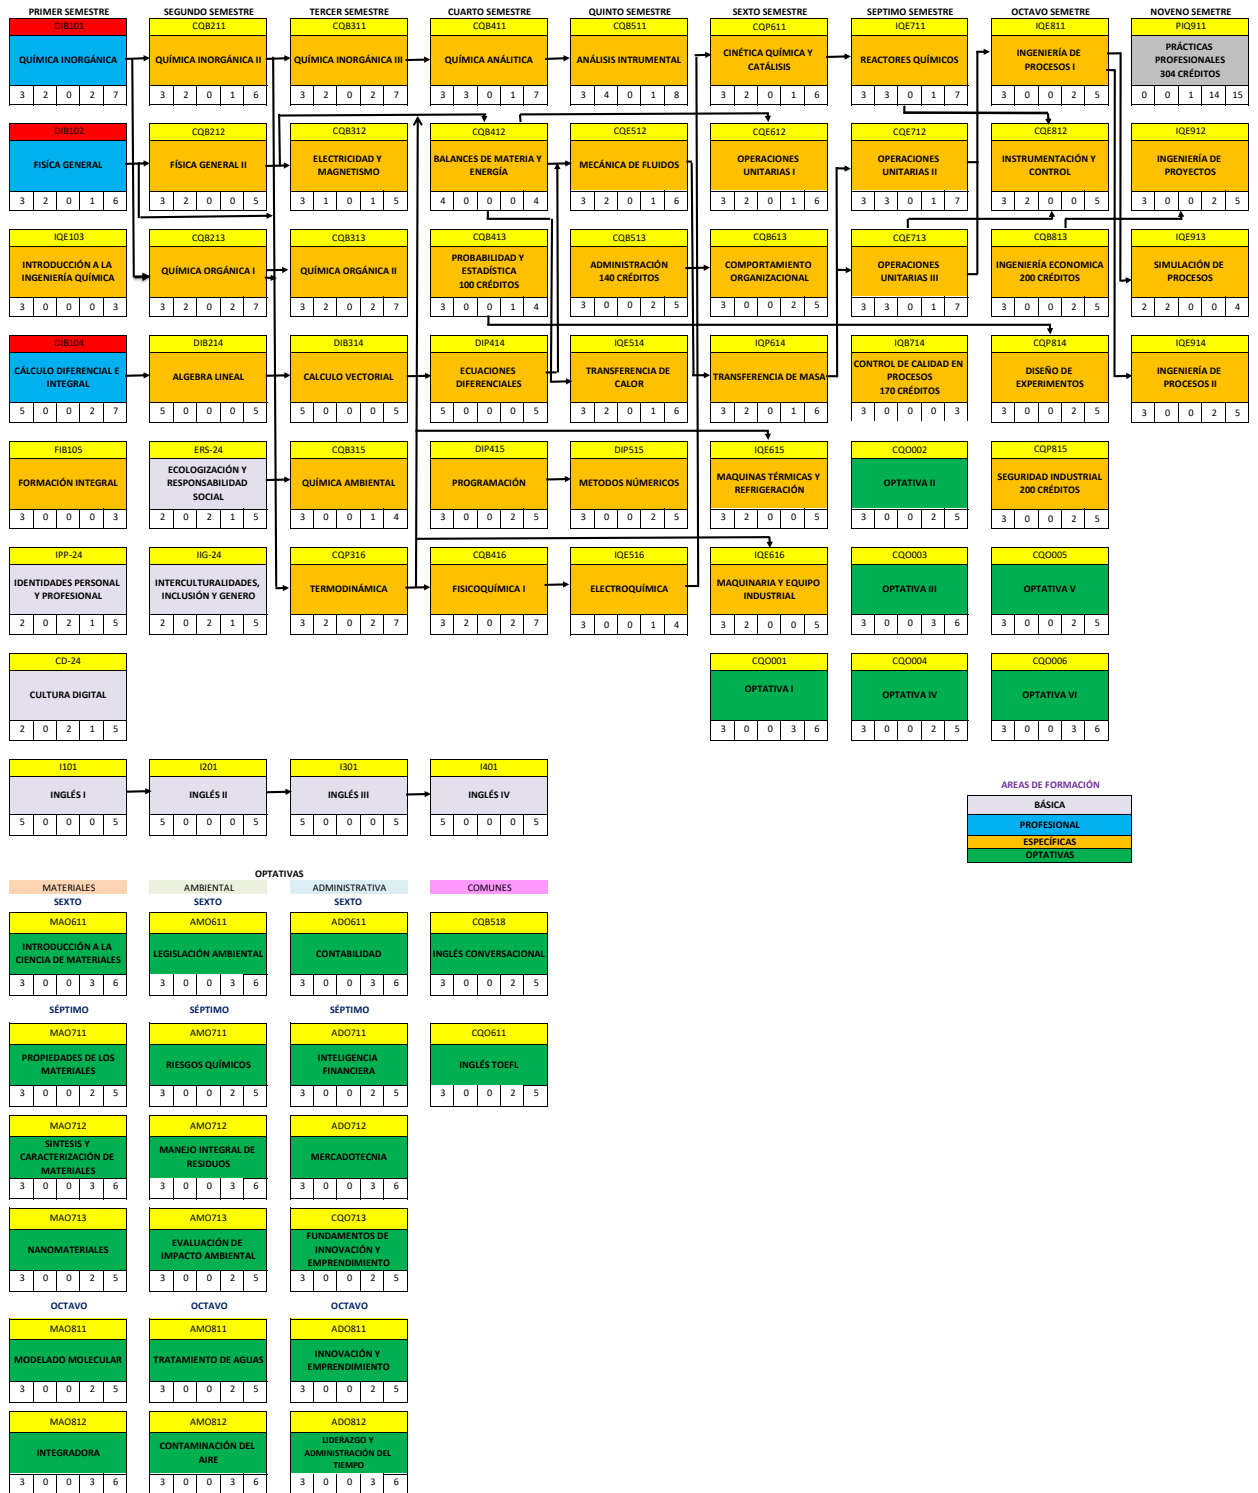 PRIMER SEMESTRE SEGUNDO SEMESTRE TERCER SEMESTRE CUARTO SEMESTRE QUINTO SEMESTRE SEXTO SEMESTRE SEPTIMO SEMESTRE OCTAVO SEMETRE NOVENO SEMETRE
DIB101 CQB211 CQB311 CQB411 CQB511 CQP611 IQE711 IQE811 PIQ911
QUÍMICA INORGÁNICA QUÍMICA INORGÁNICA II QUÍMICA INORGÁNICA III QUÍMICA ANÁLITICA ANÁLISIS INTRUMENTAL CINÉTICA QUÍMICA Y CATÁLISIS REACTORES QUÍMICOS INGENIERÍA DE PROCESOS I PRÁCTICAS PROFESIONALES 304 CRÉDITOS
3 2 0 2 7 3 2 0 1 6 3 2 0 2 7 3 3 0 1 7 3 4 0 1 8 3 2 0 1 6 3 3 0 1 7 3 0 0 2 5 0 0 1 14 15
DIB102 CQB212 CQB312 CQB412 CQE512 CQE612 CQE712 CQE812 IQE912
FISÍCA GENERAL FÍSICA GENERAL II ELECTRICIDAD Y MAGNETISMO BALANCES DE MATERIA Y ENERGÍA MECÁNICA DE FLUIDOS OPERACIONES UNITARIAS I OPERACIONES UNITARIAS II INSTRUMENTACIÓN Y CONTROL INGENIERÍA DE PROYECTOS
3 2 0 1 6 3 2 0 0 5 3 1 0 1 5 4 0 0 0 4 3 2 0 1 6 3 2 0 1 6 3 3 0 1 7 3 2 0 0 5 3 0 0 2 5
IQE103 CQB213 CQB313 CQB413 CQB513 CQB613 CQE713 CQB813 IQE913
INTRODUCCIÓN A LA INGENIERÍA QUÍMICA QUÍMICA ORGÁNICA I QUÍMICA ORGÁNICA II PROBABILIDAD Y ESTADÍSTICA 100 CRÉDITOS ADMINISTRACIÓN 140 CRÉDITOS COMPORTAMIENTO ORGANIZACIONAL OPERACIONES UNITARIAS III INGENIERÍA ECONOMICA 200 CRÉDITOS SIMULACIÓN DE PROCESOS
3 0 0 0 3 3 2 0 2 7 3 2 0 2 7 3 0 0 1 4 3 0 0 2 5 3 0 0 2 5 3 3 0 1 7 3 0 0 2 5 2 2 0 0 4
DIB104 DIB214 DIB314 DIP414 IQE514 IQP614 IQB714 CQP814 IQE914
CÁLCULO DIFERENCIAL E INTEGRAL ALGEBRA LINEAL CALCULO VECTORIAL ECUACIONES DIFERENCIALES TRANSFERENCIA DE CALOR TRANSFERENCIA DE MASA CONTROL DE CALIDAD EN PROCESOS 170 CRÉDITOS DISEÑO DE EXPERIMENTOS INGENIERÍA DE PROCESOS II
5 0 0 2 7 5 0 0 0 5 5 0 0 0 5 5 0 0 0 5 3 2 0 1 6 3 2 0 1 6 3 0 0 0 3 3 0 0 2 5 3 0 0 2 5
FIB105 ERS-24 CQB315 DIP415 DIP515 IQE615 CQO002 CQP815
FORMACIÓN INTEGRAL ECOLOGIZACIÓN Y RESPONSABILIDAD SOCIAL QUÍMICA AMBIENTAL PROGRAMACIÓN METODOS NÚMERICOS MAQUINAS TÉRMICAS Y REFRIGERACIÓN OPTATIVA II SEGURIDAD INDUSTRIAL 200 CRÉDITOS
3 0 0 0 3 2 0 2 1 5 3 0 0 1 4 3 0 0 2 5 3 0 0 2 5 3 2 0 0 5 3 0 0 2 5 3 0 0 2 5
IPP-24 IIG-24 CQP316 CQB416 IQE516 IQE616 CQO003 CQO005
IDENTIDADES PERSONAL Y PROFESIONAL INTERCULTURALIDADES, INCLUSIÓN Y GENERO TERMODINÁMICA FISICOQUÍMICA I ELECTROQUÍMICA MAQUINARIA Y EQUIPO INDUSTRIAL OPTATIVA III OPTATIVA V
2 0 2 1 5 2 0 2 1 5 3 2 0 2 7 3 2 0 2 7 3 0 0 1 4 3 2 0 0 5 3 0 0 3 6 3 0 0 2 5
CD-24 CQO001 CQO004 CQO006
CULTURA DIGITAL OPTATIVA I OPTATIVA IV OPTATIVA VI
2 0 2 1 5 3 0 0 3 6 3 0 0 2 5 3 0 0 3 6
I101 I201 I301 I401
INGLÉS I INGLÉS II INGLÉS III INGLÉS IV
5 0 0 0 5 5 0 0 0 5 5 0 0 0 5 5 0 0 0 5
AREAS DE FORMACIÓN
BÁSICA
PROFESIONAL
ESPECÍFICAS
OPTATIVAS
OPTATIVAS
MATERIALES AMBIENTAL ADMINISTRATIVA COMUNES
SEXTO SEXTO SEXTO
MAO611 AMO611 ADO611 CQB518
INTRODUCCIÓN A LA CIENCIA DE MATERIALES LEGISLACIÓN AMBIENTAL CONTABILIDAD INGLÉS CONVERSACIONAL
3 0 0 3 6 3 0 0 3 6 3 0 0 3 6 3 0 0 2 5
SÉPTIMO SÉPTIMO SÉPTIMO
MAO711 AMO711 ADO711 CQO611
PROPIEDADES DE LOS MATERIALES RIESGOS QUÍMICOS INTELIGENCIA FINANCIERA INGLÉS TOEFL
3 0 0 2 5 3 0 0 2 5 3 0 0 2 5 3 0 0 2 5
MAO712 AMO712 ADO712
SINTESIS Y CARACTERIZACIÓN DE MATERIALES MANEJO INTEGRAL DE RESIDUOS MERCADOTECNIA
3 0 0 3 6 3 0 0 3 6 3 0 0 3 6
MAO713 AMO713 CQO713
NANOMATERIALES EVALUACIÓN DE IMPACTO AMBIENTAL FUNDAMENTOS DE INNOVACIÓN Y EMPRENDIMIENTO
3 0 0 2 5 3 0 0 2 5 3 0 0 2 5
OCTAVO OCTAVO OCTAVO
MAO811 AMO811 ADO811
MODELADO MOLECULAR TRATAMIENTO DE AGUAS INNOVACIÓN Y EMPRENDIMIENTO
3 0 0 2 5 3 0 0 2 5 3 0 0 2 5
MAO812 AMO812 ADO812
INTEGRADORA CONTAMINACIÓN DEL AIRE LIDERAZGO Y ADMINISTRACIÓN DEL TIEMPO
3 0 0 3 6 3 0 0 3 6 3 0 0 3 6